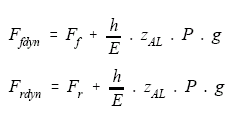 F_fdyn = F_f + h/E . z_AL . P . g
F_rdyn = F_r + h/E . z_AL . P . g